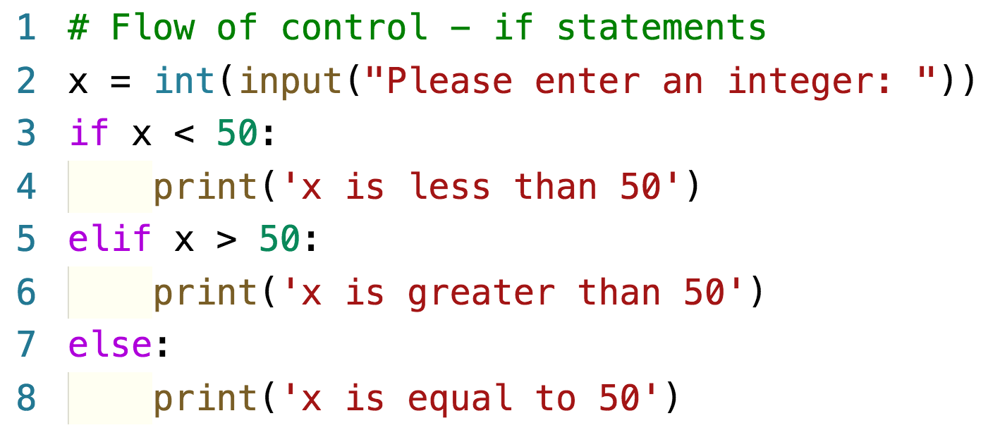 1 # Flow of control - if statements
2 x = int(input("Please enter an integer: "))
3 if x < 50:
4     print('x is less than 50')
5 elif x > 50:
6     print('x is greater than 50')
7 else:
8     print('x is equal to 50')